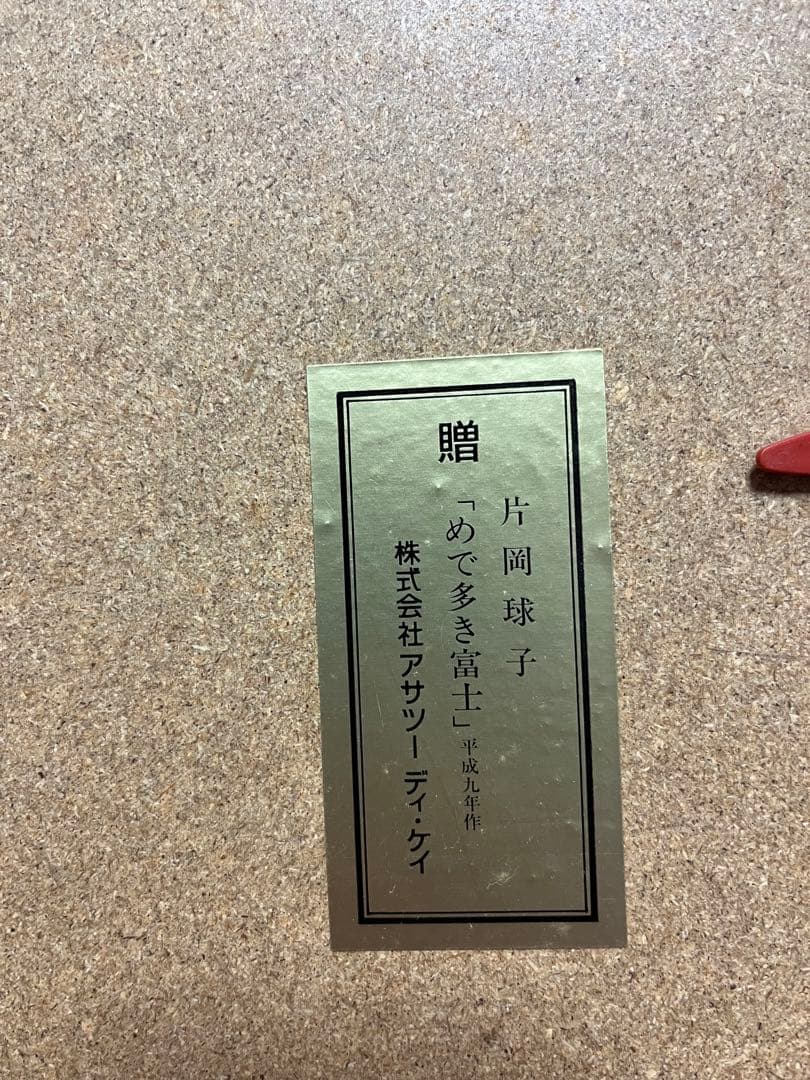 贈
片岡球子
「めで多き富士」平成九年作
株式会社アサツー ディ・ケイ